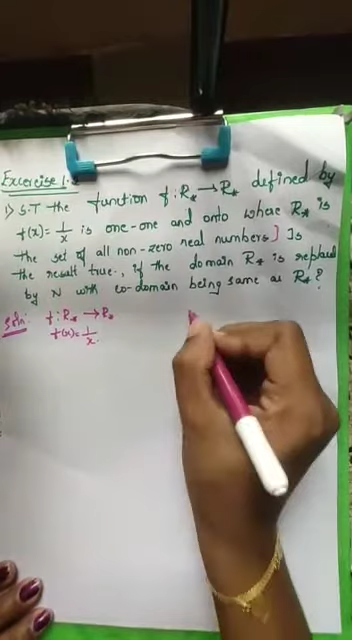 Excercise 1.2
1) S.T the function f: R* → R* defined by
f(x)= 1/x is one-one and onto where R* is
the set of all non-zero real numbers] Is
the result true., if the domain R* is replaced
by N with co-domain being same as R*?
Soln: f: R* → R*
f(x)= 1/x.